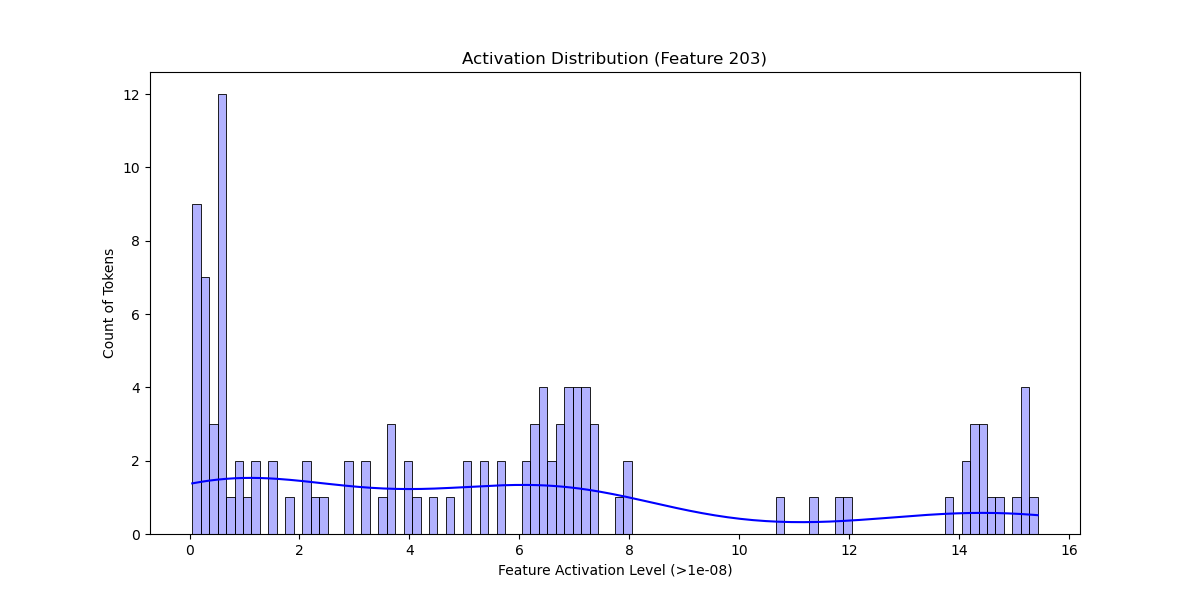 Activation Distribution (Feature 203)
Count of Tokens
12
10
8
6
4
2
0
0 2 4 6 8 10 12 14 16
Feature Activation Level (>1e-08)